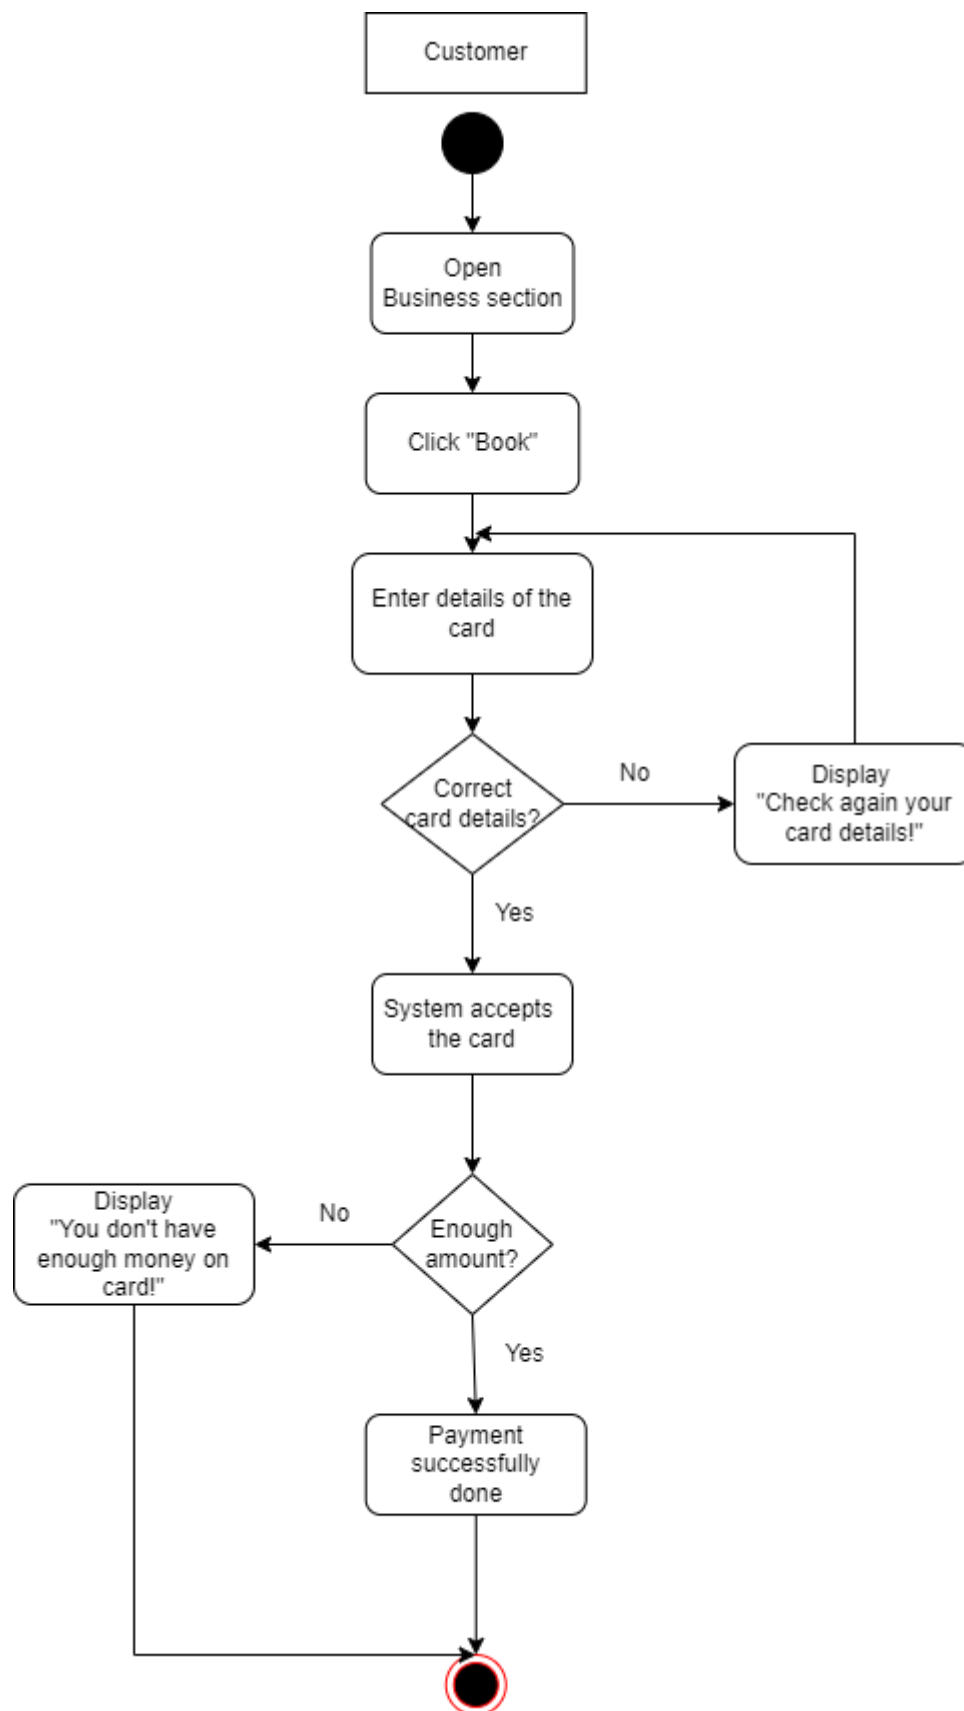 Customer
Open
Business section
Click "Book"
Enter details of the
card
Correct
card details?
No
Display
"Check again your
card details!"
Yes
System accepts
the card
Enough
amount?
No
Display
"You don't have
enough money on
card!"
Yes
Payment
successfully
done